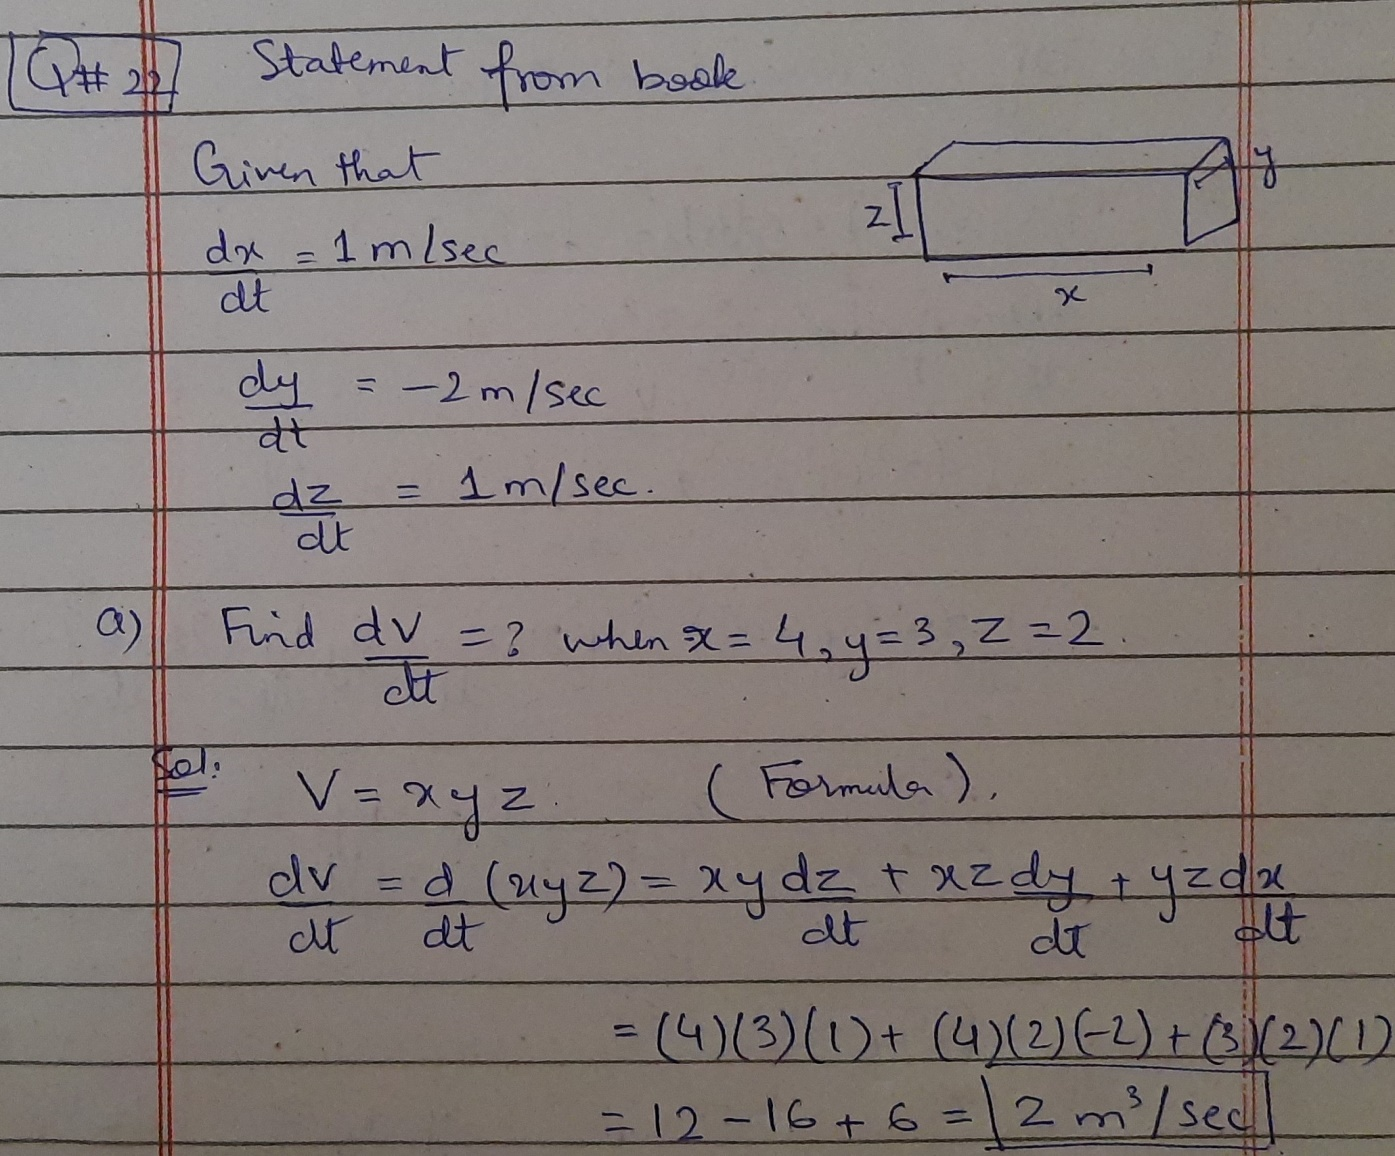 Q# 22 Statement from book
Given that
dx/dt = 1 m/sec
dy/dt = -2 m/sec
dz/dt = 1 m/sec.
y
z
x
a) Find dV/dt = ? when x = 4, y = 3, z = 2.
Sol: V = xyz. (Formula).
dv/dt = d/dt (xyz) = xy dz/dt + xz dy/dt + yz dx/dt
= (4)(3)(1) + (4)(2)(-2) + (3)(2)(1)
= 12 - 16 + 6 = 2 m³/sec